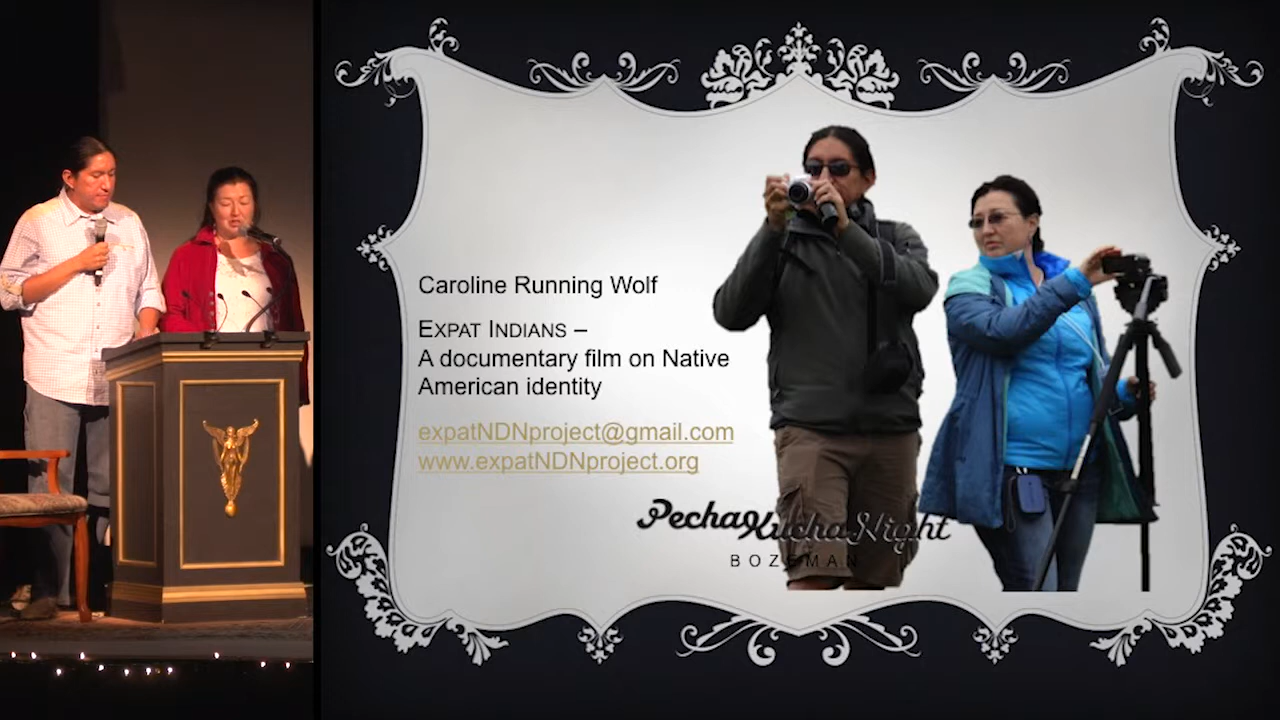 Caroline Running Wolf
EXPAT INDIANS –
A documentary film on Native
American identity
expatNDNproject@gmail.com
www.expatNDNproject.org
PechaKuchaNight
BOZEMAN